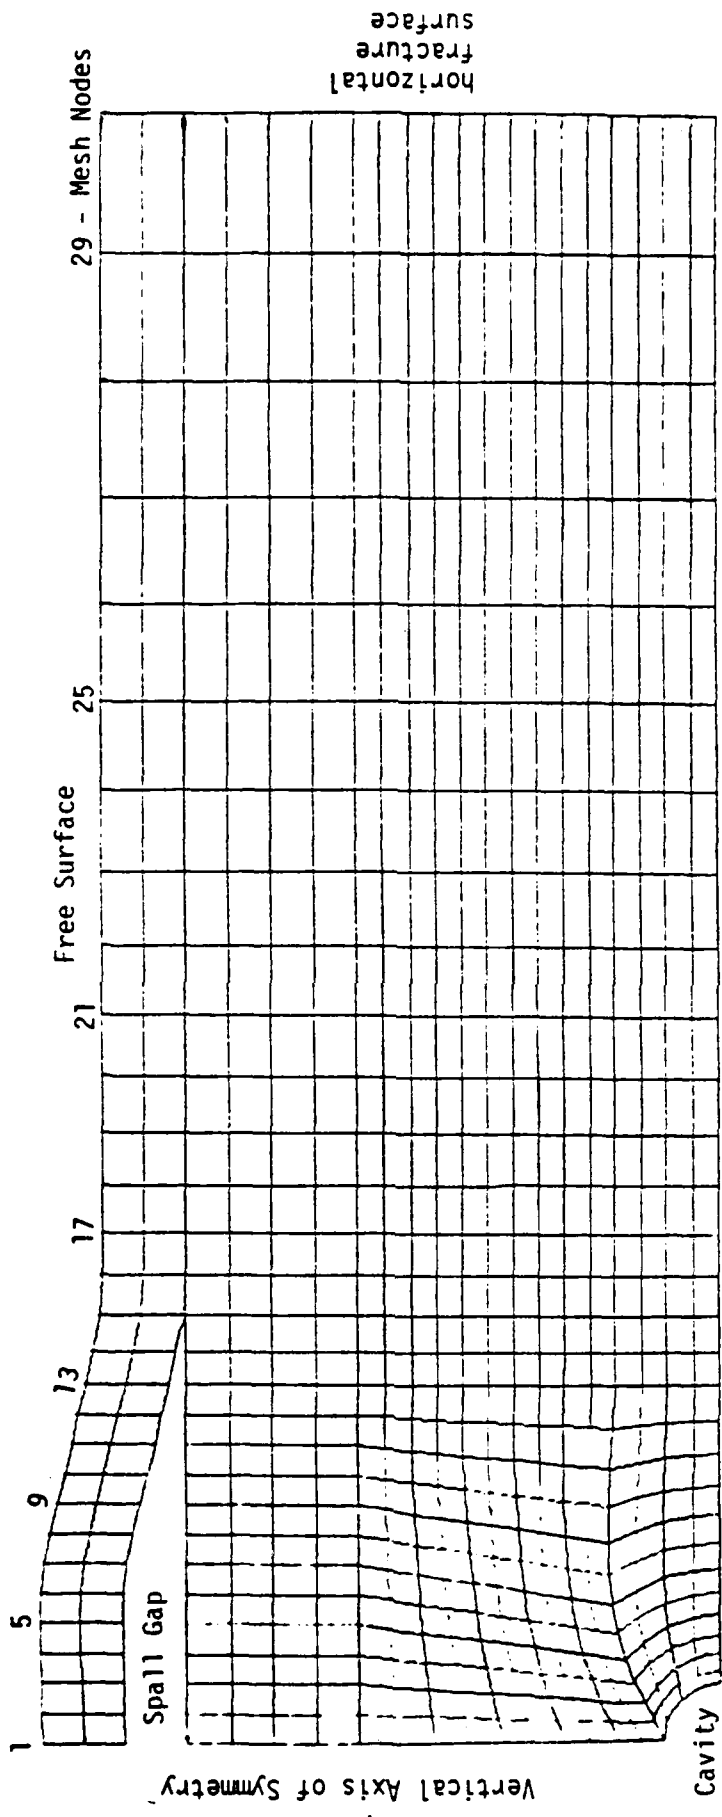 29 - Mesh Nodes
25
Free Surface
21
17
13
9
5
1
Spall Gap
Cavity
Vertical Axis of Symmetry
horizontal
fracture
surface